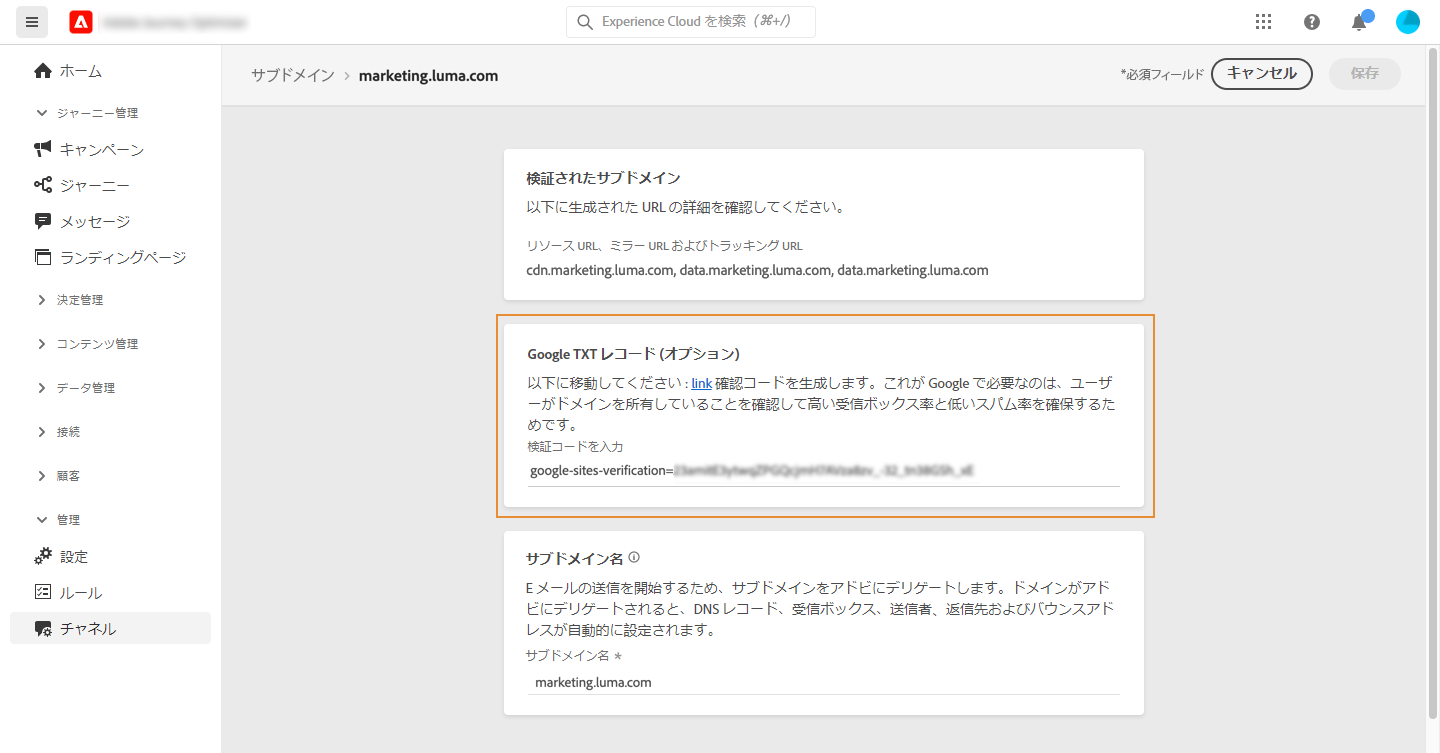 Experience Cloud を検索 (⌘+/)
ホーム
ジャーニー管理
キャンペーン
ジャーニー
メッセージ
ランディングページ
決定管理
コンテンツ管理
データ管理
接続
顧客
管理
設定
ルール
チャネル
サブドメイン › marketing.luma.com
*必須フィールド キャンセル 保存
検証されたサブドメイン
以下に生成された URL の詳細を確認してください。
リソース URL、ミラー URL およびトラッキング URL
cdn.marketing.luma.com, data.marketing.luma.com, data.marketing.luma.com
Google TXT レコード (オプション)
以下に移動してください : link 確認コードを生成します。これが Google で必要なのは、ユーザ
ーがドメインを所有していることを確認して高い受信ボックス率と低いスパム率を確保するた
めです。
検証コードを入力
google-sites-verification=
サブドメイン名
E メールの送信を開始するため、サブドメインをアドビにデリゲートします。ドメインがアド
ビにデリゲートされると、DNS レコード、受信ボックス、送信者、返信先およびバウンスアド
レスが自動的に設定されます。
サブドメイン名 *
marketing.luma.com